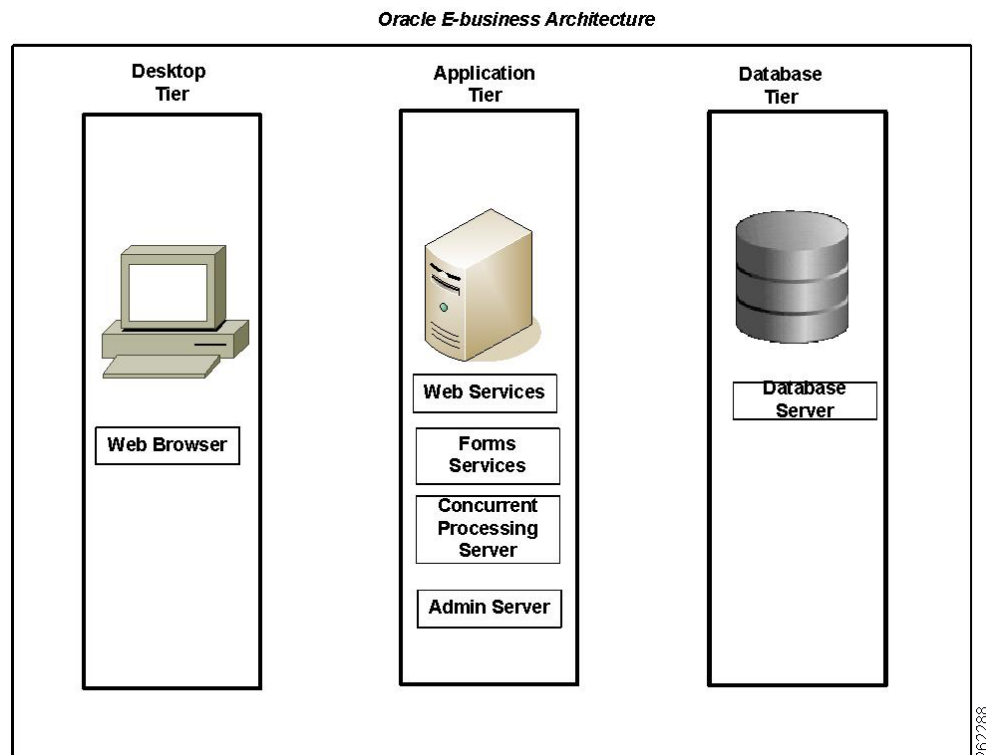 Oracle E-business Architecture
Desktop
Tier
Application
Tier
Database
Tier
Web Browser
Web Services
Forms
Services
Concurrent
Processing
Server
Admin Server
Database
Server
262288